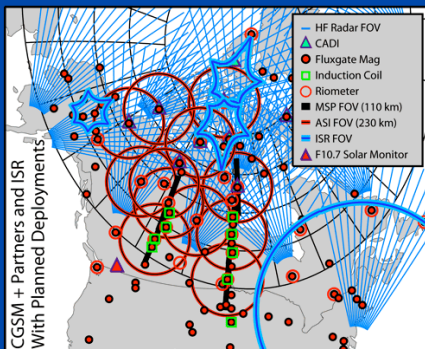 HF Radar FOV
CADI
Fluxgate Mag
Induction Coil
Riometer
MSP FOV (110 km)
ASI FOV (230 km)
ISR FOV
F10.7 Solar Monitor
CGSM + Partners and ISR
With Planned Deployments